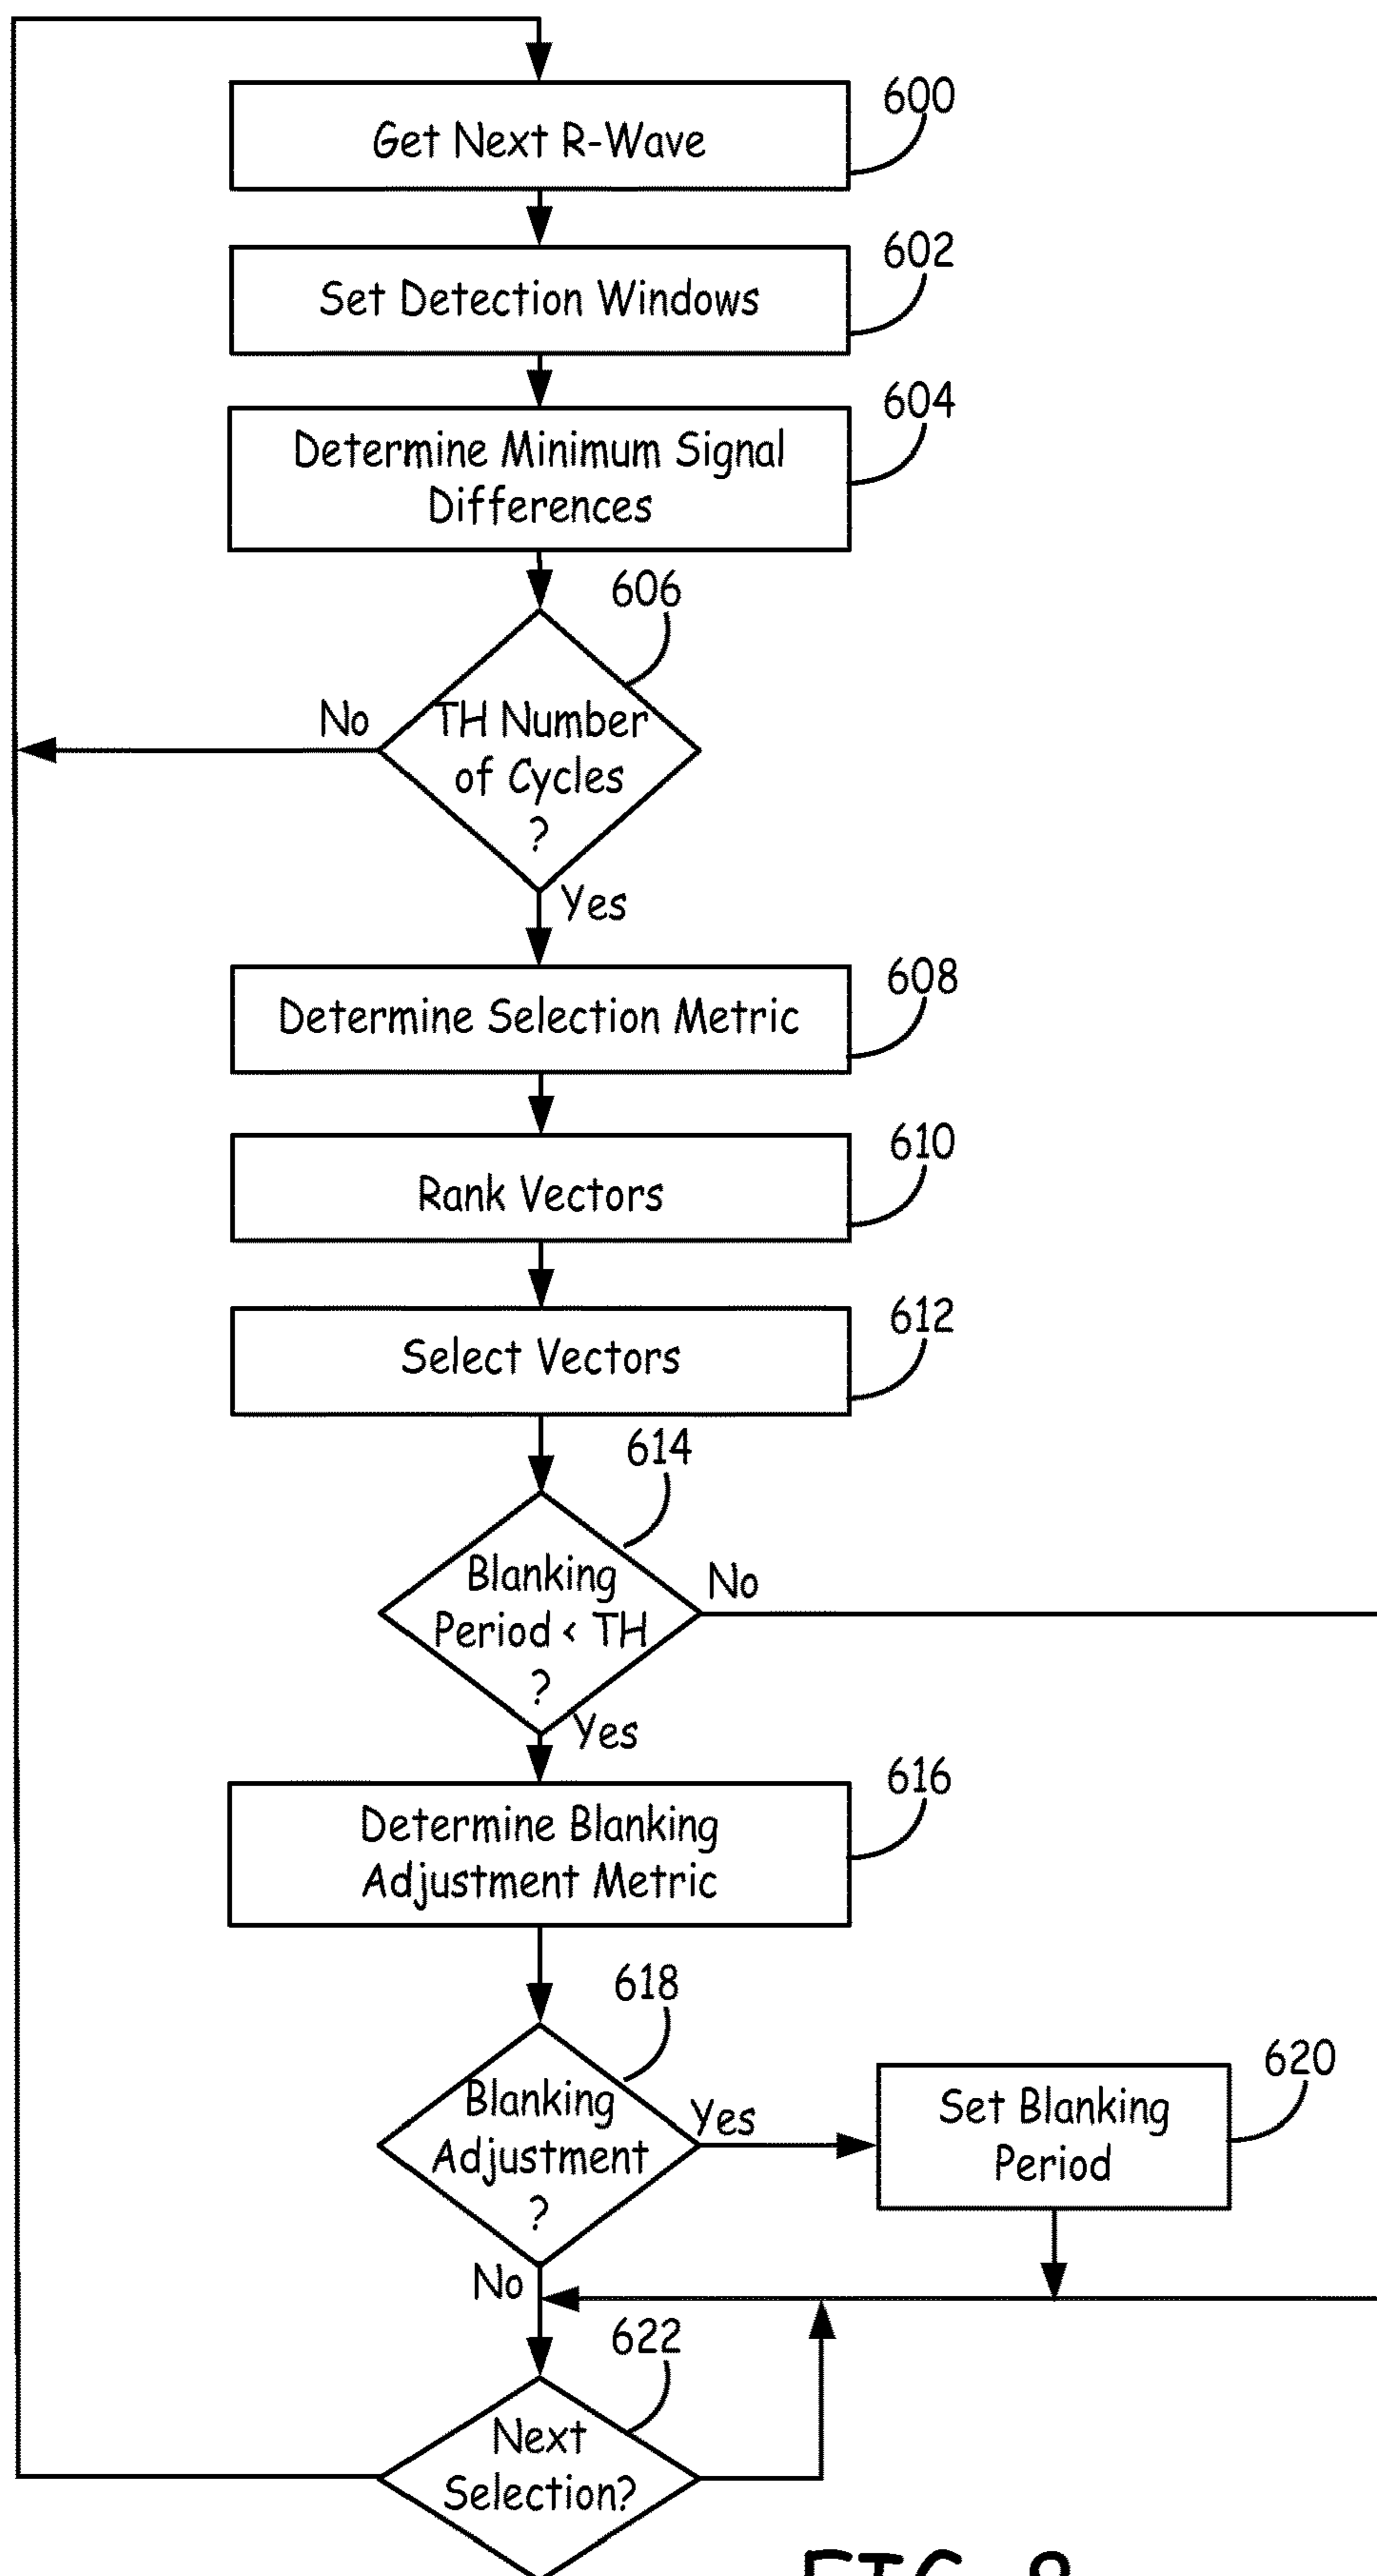 600
Get Next R-Wave
602
Set Detection Windows
604
Determine Minimum Signal
Differences
606
No
TH Number
of Cycles
?
Yes
608
Determine Selection Metric
610
Rank Vectors
612
Select Vectors
614
Blanking
Period < TH
?
No
Yes
616
Determine Blanking
Adjustment Metric
618
Blanking
Adjustment
?
Yes
620
Set Blanking
Period
No
622
Next
Selection?
FIG. 8